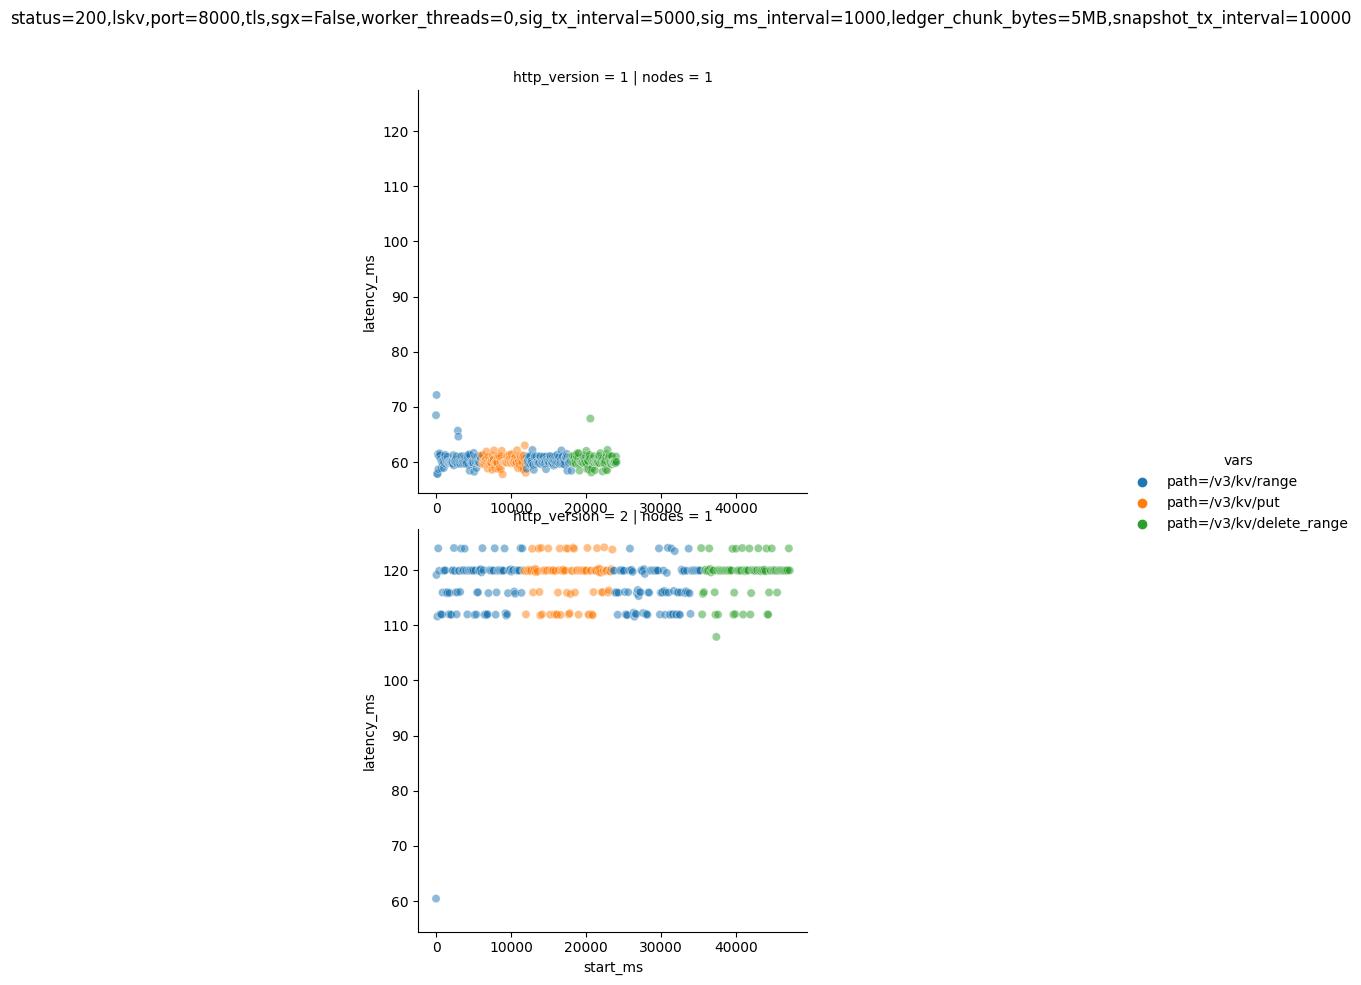 status=200,lskv,port=8000,tls,sgx=False,worker_threads=0,sig_tx_interval=5000,sig_ms_interval=1000,ledger_chunk_bytes=5MB,snapshot_tx_interval=10000
http_version = 1 | nodes = 1
120
110
100
90
80
70
60
latency_ms
0 10000 20000 30000 40000
http_version = 2 | nodes = 1
120
110
100
90
80
70
60
latency_ms
0 10000 20000 30000 40000
start_ms
vars
path=/v3/kv/range
path=/v3/kv/put
path=/v3/kv/delete_range